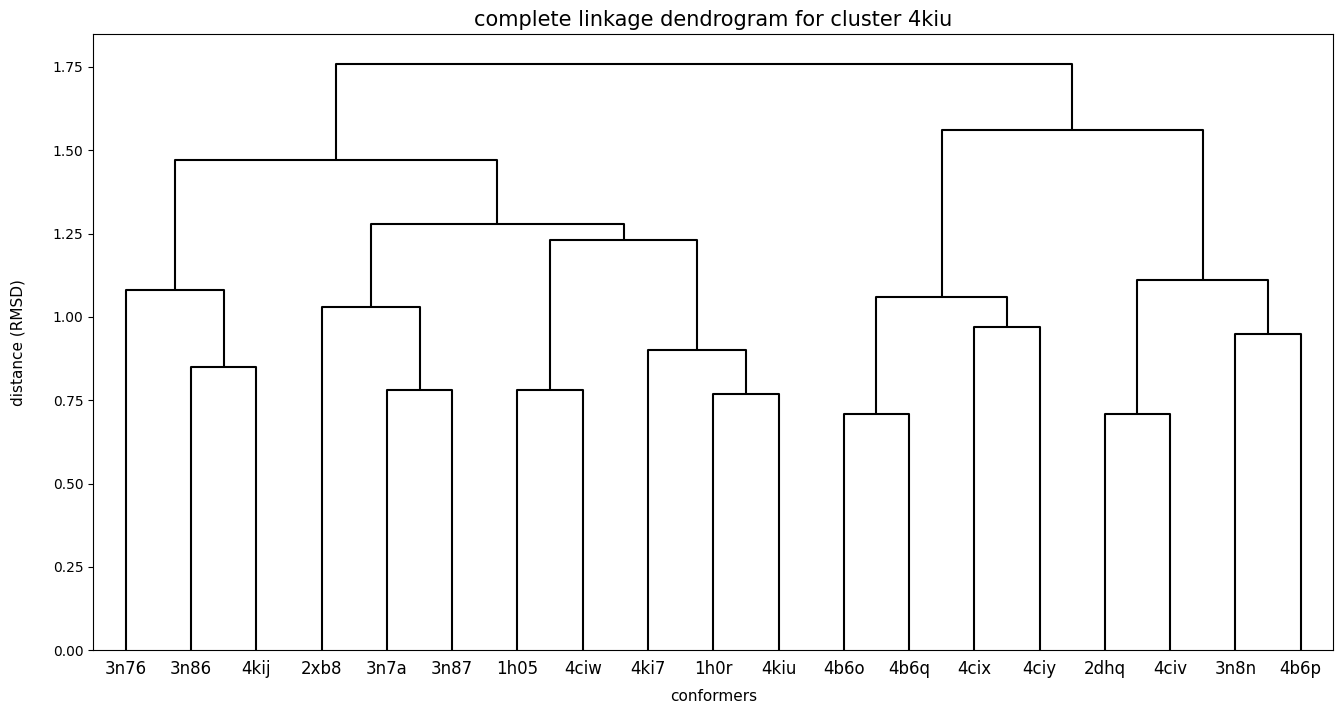 complete linkage dendrogram for cluster 4kiu
1.75
1.50
1.25
1.00
0.75
0.50
0.25
0.00
distance (RMSD)
3n76 3n86 4kij 2xb8 3n7a 3n87 1h05 4ciw 4ki7 1h0r 4kiu 4b6o 4b6q 4cix 4ciy 2dhq 4civ 3n8n 4b6p
conformers